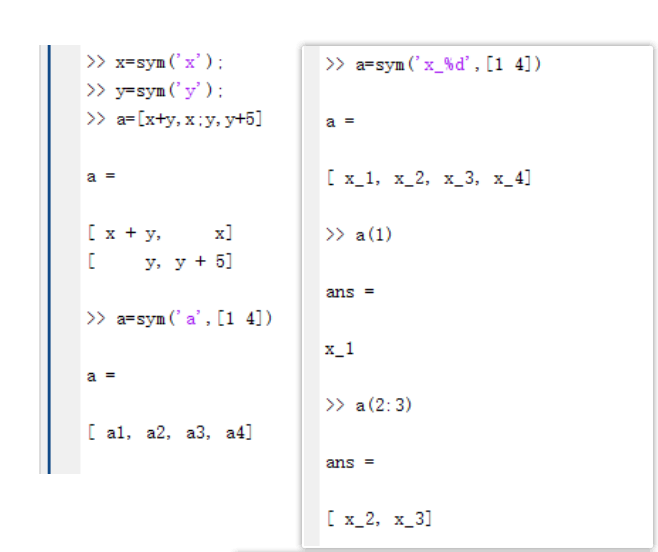 >> x=sym('x');
>> y=sym('y');
>> a=[x+y,x;y,y+5]
a =
[ x + y,     x]
[     y, y + 5]
>> a=sym('a',[1 4])
a =
[ a1, a2, a3, a4]
>> a=sym('x_%d',[1 4])
a =
[ x_1, x_2, x_3, x_4]
>> a(1)
ans =
x_1
>> a(2:3)
ans =
[ x_2, x_3]